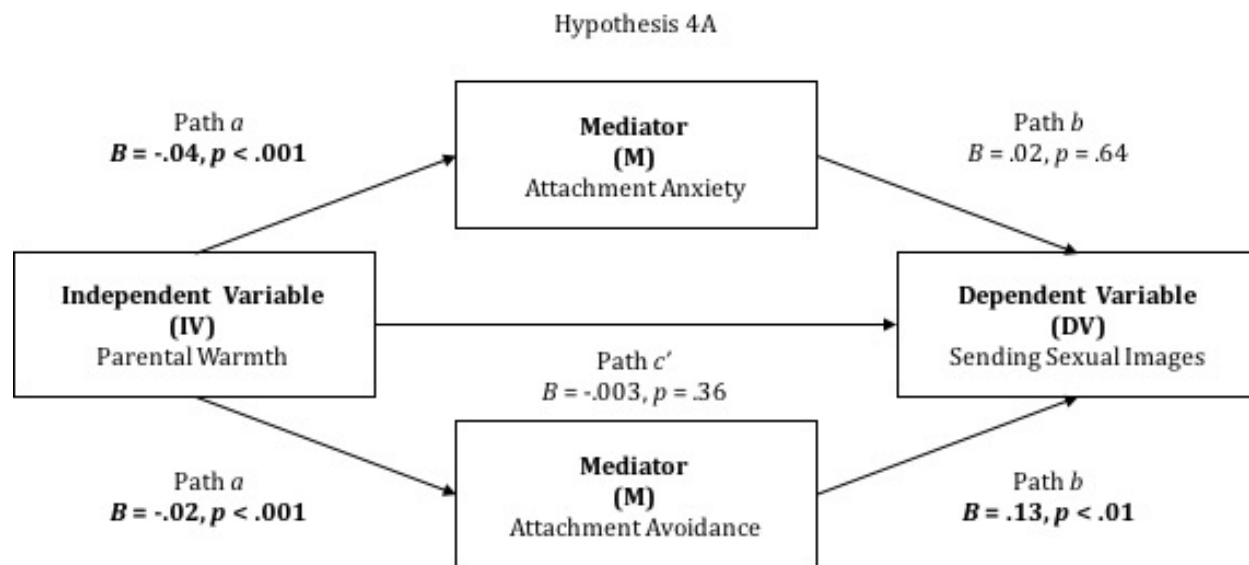 Hypothesis 4A
Path a
B = -.04, p < .001
Mediator
(M)
Attachment Anxiety
Path b
B = .02, p = .64
Independent Variable
(IV)
Parental Warmth
Path c′
B = -.003, p = .36
Dependent Variable
(DV)
Sending Sexual Images
Path a
B = -.02, p < .001
Mediator
(M)
Attachment Avoidance
Path b
B = .13, p < .01